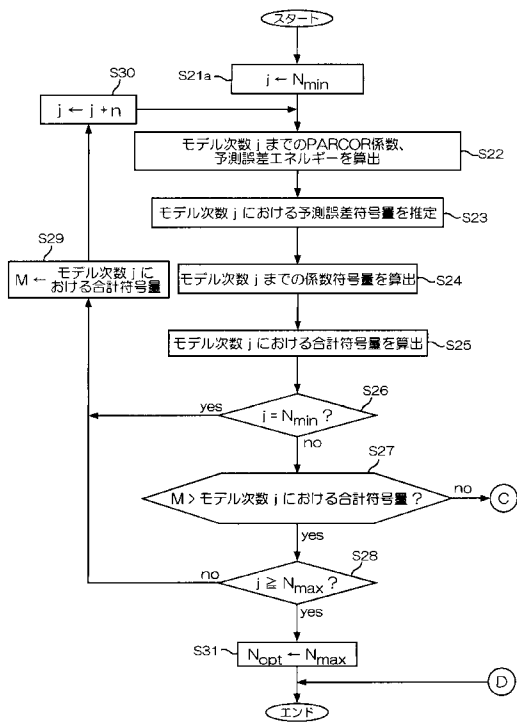 スタート
S21a
j ← Nmin
S30
j ← j + n
モデル次数 j までのPARCOR係数、
予測誤差エネルギーを算出
S22
モデル次数 j における予測誤差符号量を推定
S23
S29
M ← モデル次数 j に
おける合計符号量
モデル次数 j までの係数符号量を算出
S24
モデル次数 j における合計符号量を算出
S25
S26
j = Nmin ?
yes
no
S27
M > モデル次数 j における合計符号量 ?
no
C
yes
S28
j ≧ Nmax ?
no
yes
S31
Nopt ← Nmax
D
エンド